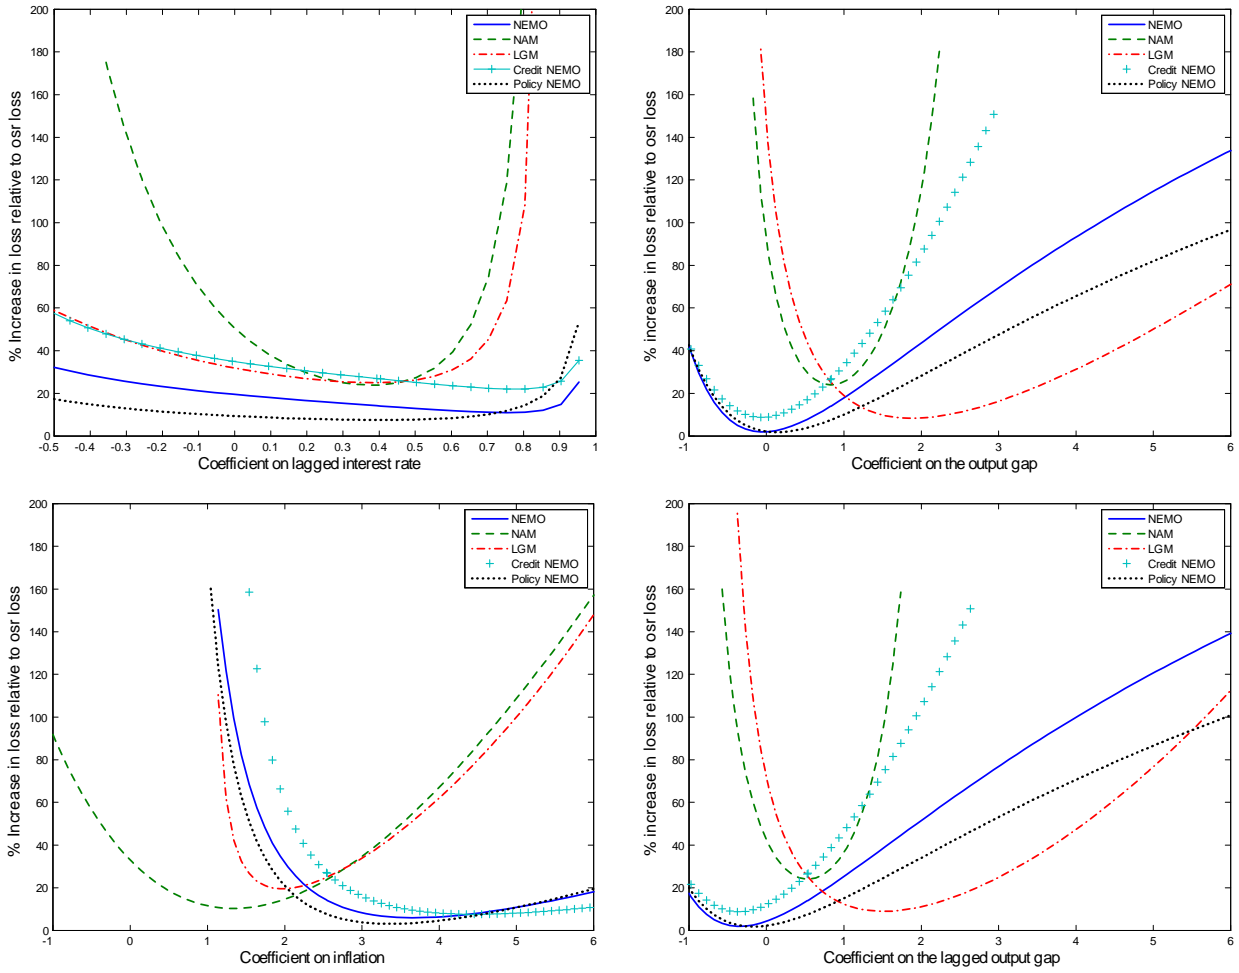 200
180
160
140
120
100
80
60
40
20
0
% Increase in loss relative to osr loss
-0.5 -0.4 -0.3 -0.2 -0.1 0 0.1 0.2 0.3 0.4 0.5 0.6 0.7 0.8 0.9 1
Coefficient on lagged interest rate
NEMO
NAM
LGM
Credit NEMO
Policy NEMO
200
180
160
140
120
100
80
60
40
20
0
% increase in loss relative to osr loss
-1 0 1 2 3 4 5 6
Coefficient on the output gap
NEMO
NAM
LGM
Credit NEMO
Policy NEMO
200
180
160
140
120
100
80
60
40
20
0
% Increase in loss relative to osr loss
-1 0 1 2 3 4 5 6
Coefficient on inflation
NEMO
NAM
LGM
Credit NEMO
Policy NEMO
200
180
160
140
120
100
80
60
40
20
0
% increase in loss relative to osr loss
-1 0 1 2 3 4 5 6
Coefficient on the lagged output gap
NEMO
NAM
LGM
Credit NEMO
Policy NEMO